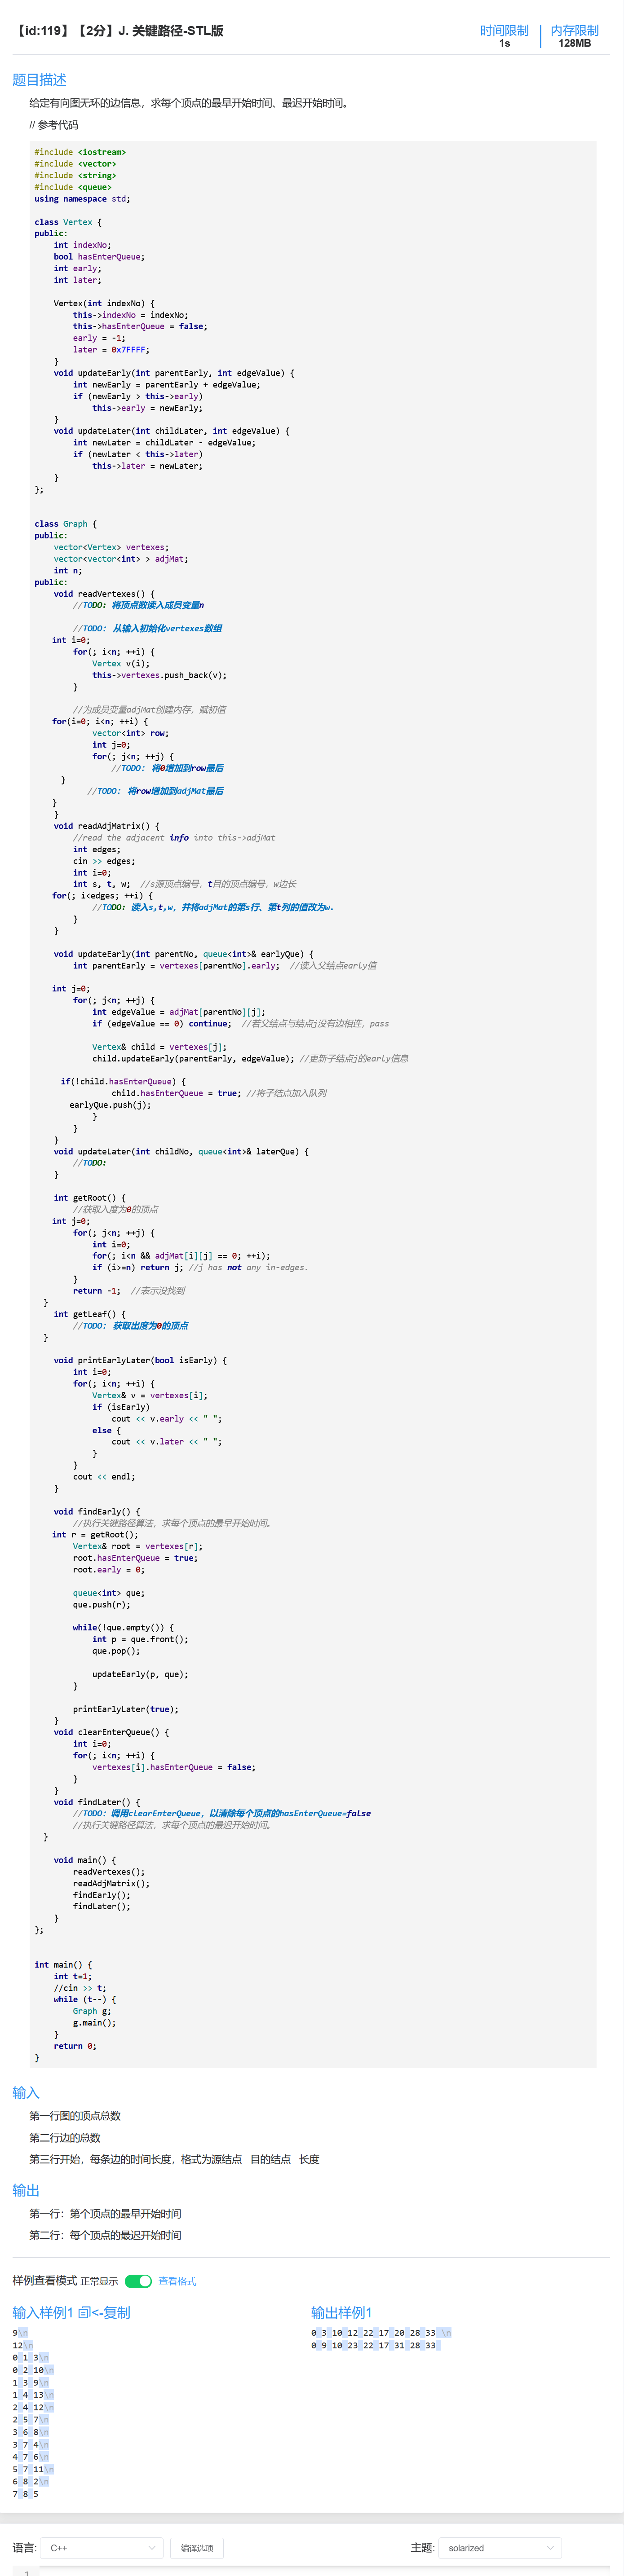 【id:119】【2分】J. 关键路径-STL版
时间限制
1s
内存限制
128MB
题目描述
给定有向图无环的边信息，求每个顶点的最早开始时间、最迟开始时间。
// 参考代码
#include <iostream>
#include <vector>
#include <string>
#include <queue>
using namespace std;
class Vertex {
public:
int indexNo;
bool hasEnterQueue;
int early;
int later;
Vertex(int indexNo) {
this->indexNo = indexNo;
this->hasEnterQueue = false;
early = -1;
later = 0x7FFFF;
}
void updateEarly(int parentEarly, int edgeValue) {
int newEarly = parentEarly + edgeValue;
if (newEarly > this->early)
this->early = newEarly;
}
void updateLater(int childLater, int edgeValue) {
int newLater = childLater - edgeValue;
if (newLater < this->later)
this->later = newLater;
}
};
class Graph {
public:
vector<Vertex> vertexes;
vector<vector<int> > adjMat;
int n;
public:
void readVertexes() {
//TODO: 将顶点数读入成员变量n
//TODO: 从输入初始化vertexes数组
int i=0;
for(; i<n; ++i) {
Vertex v(i);
this->vertexes.push_back(v);
}
//为成员变量adjMat创建内存，赋初值
for(i=0; i<n; ++i) {
vector<int> row;
int j=0;
for(; j<n; ++j) {
//TODO: 将0增加到row最后
}
//TODO: 将row增加到adjMat最后
}
}
void readAdjMatrix() {
//read the adjacent info into this->adjMat
int edges;
cin >> edges;
int i=0;
int s, t, w;  //s源顶点编号，t目的顶点编号，w边长
for(; i<edges; ++i) {
//TODO: 读入s,t,w，并将adjMat的第s行、第t列的值改为w.
}
}
void updateEarly(int parentNo, queue<int>& earlyQue) {
int parentEarly = vertexes[parentNo].early;  //读入父结点early值
int j=0;
for(; j<n; ++j) {
int edgeValue = adjMat[parentNo][j];
if (edgeValue == 0) continue;  //若父结点与结点j没有边相连，pass
Vertex& child = vertexes[j];
child.updateEarly(parentEarly, edgeValue); //更新子结点j的early信息
if(!child.hasEnterQueue) {
child.hasEnterQueue = true; //将子结点加入队列
earlyQue.push(j);
}
}
}
void updateLater(int childNo, queue<int>& laterQue) {
//TODO:
}
int getRoot() {
//获取入度为0的顶点
int j=0;
for(; j<n; ++j) {
int i=0;
for(; i<n && adjMat[i][j] == 0; ++i);
if (i>=n) return j; //j has not any in-edges.
}
return -1;  //表示没找到
}
int getLeaf() {
//TODO: 获取出度为0的顶点
}
void printEarlyLater(bool isEarly) {
int i=0;
for(; i<n; ++i) {
Vertex& v = vertexes[i];
if (isEarly)
cout << v.early << " ";
else {
cout << v.later << " ";
}
}
cout << endl;
}
void findEarly() {
//执行关键路径算法，求每个顶点的最早开始时间。
int r = getRoot();
Vertex& root = vertexes[r];
root.hasEnterQueue = true;
root.early = 0;
queue<int> que;
que.push(r);
while(!que.empty()) {
int p = que.front();
que.pop();
updateEarly(p, que);
}
printEarlyLater(true);
}
void clearEnterQueue() {
int i=0;
for(; i<n; ++i) {
vertexes[i].hasEnterQueue = false;
}
}
void findLater() {
//TODO：调用clearEnterQueue，以清除每个顶点的hasEnterQueue=false
//执行关键路径算法，求每个顶点的最迟开始时间。
}
void main() {
readVertexes();
readAdjMatrix();
findEarly();
findLater();
}
};
int main() {
int t=1;
//cin >> t;
while (t--) {
Graph g;
g.main();
}
return 0;
}
输入
第一行图的顶点总数
第二行边的总数
第三行开始，每条边的时间长度，格式为源结点   目的结点   长度
输出
第一行：第个顶点的最早开始时间
第二行：每个顶点的最迟开始时间
样例查看模式 正常显示 查看格式
输入样例1 <-复制
9\n
12\n
0 1 3\n
0 2 10\n
1 3 9\n
1 4 13\n
2 4 12\n
2 5 7\n
3 6 8\n
3 7 4\n
4 7 6\n
5 7 11\n
6 8 2\n
7 8 5
输出样例1
0 3 10 12 22 17 20 28 33 \n
0 9 10 23 22 17 31 28 33
语言: C++ 编译选项
主题: solarized
1